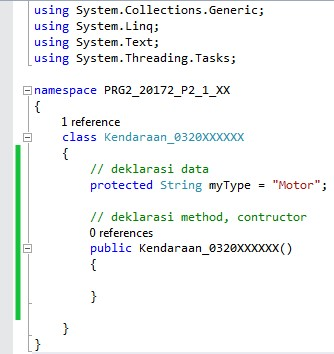 using System.Collections.Generic;
using System.Linq;
using System.Text;
using System.Threading.Tasks;
namespace PRG2_20172_P2_1_XX
{
1 reference
class Kendaraan_0320XXXXXX
{
// deklarasi data
protected String myType = "Motor";
// deklarasi method, contructor
0 references
public Kendaraan_0320XXXXXX()
{
}
}
}